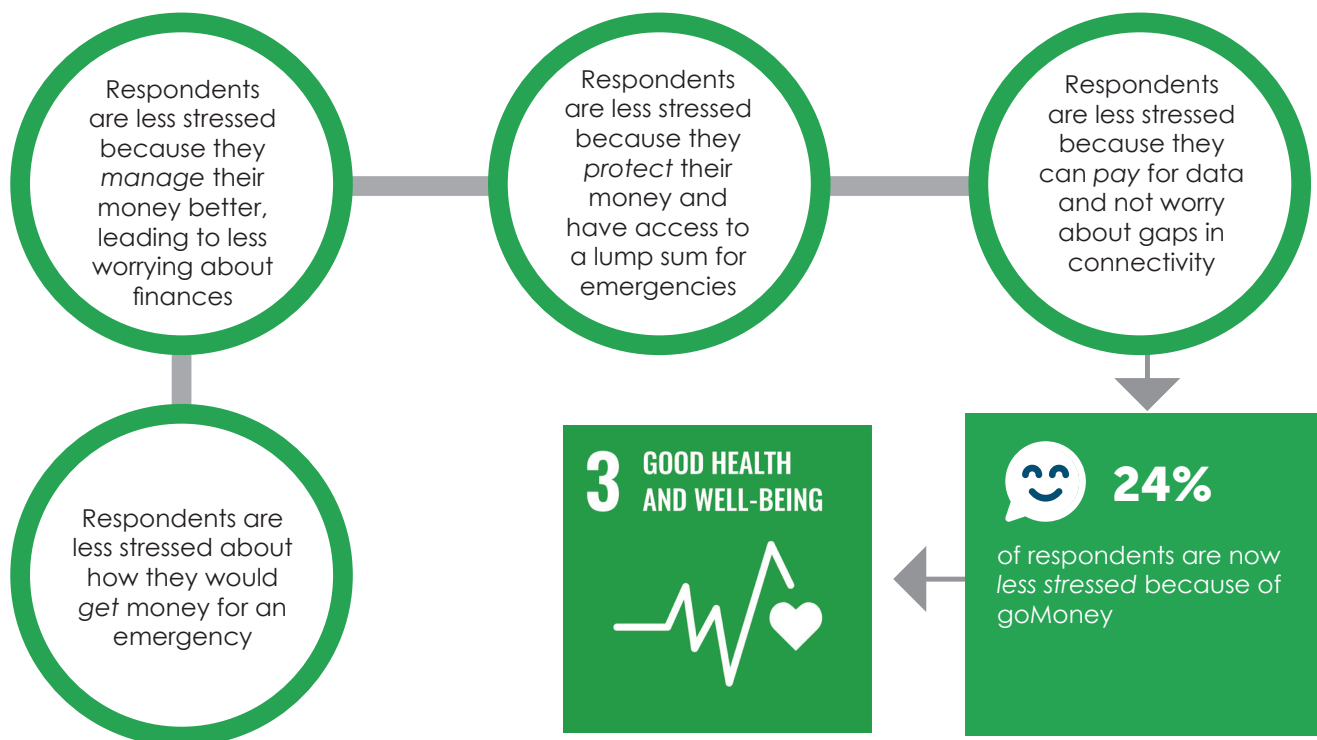 Respondents
are less stressed
because they
manage their
money better,
leading to less
worrying about
finances
Respondents
are less stressed
because they
protect their
money and
have access to
a lump sum for
emergencies
Respondents
are less stressed
because they
can pay for data
and not worry
about gaps in
connectivity
Respondents are
less stressed about
how they would
get money for an
emergency
3 GOOD HEALTH
AND WELL-BEING
24%
of respondents are now
less stressed because of
goMoney